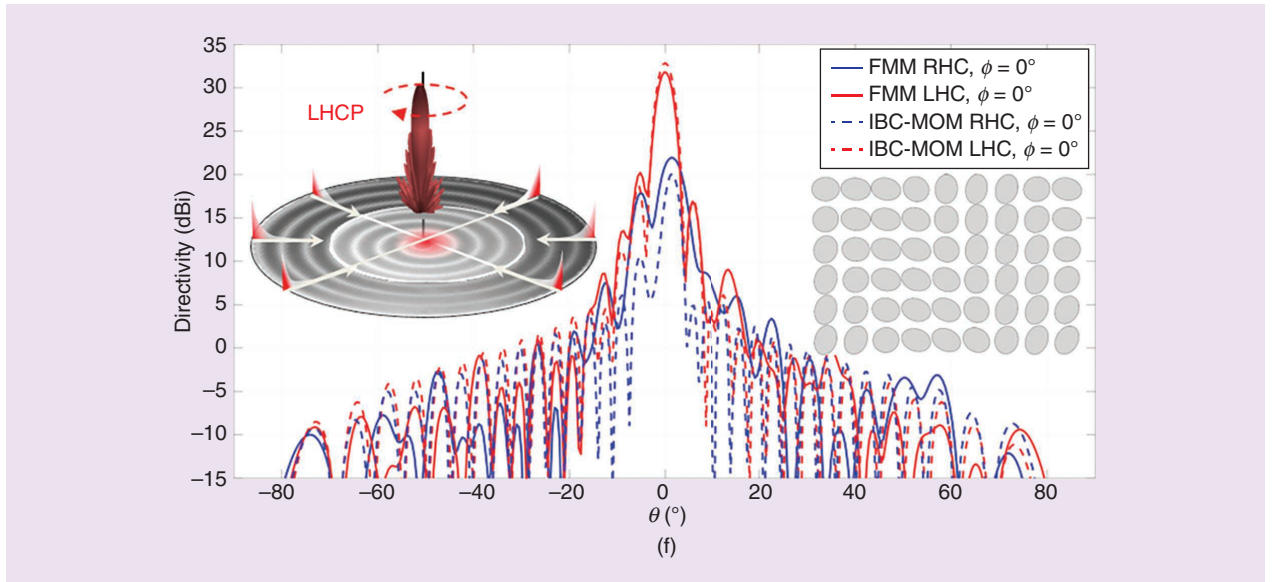 35
30
25
20
15
10
5
0
−5
−10
−15
Directivity (dBi)
LHCP
FMM RHC, ϕ = 0°
FMM LHC, ϕ = 0°
IBC-MOM RHC, ϕ = 0°
IBC-MOM LHC, ϕ = 0°
−80 −60 −40 −20 0 20 40 60 80
θ (°)
(f)